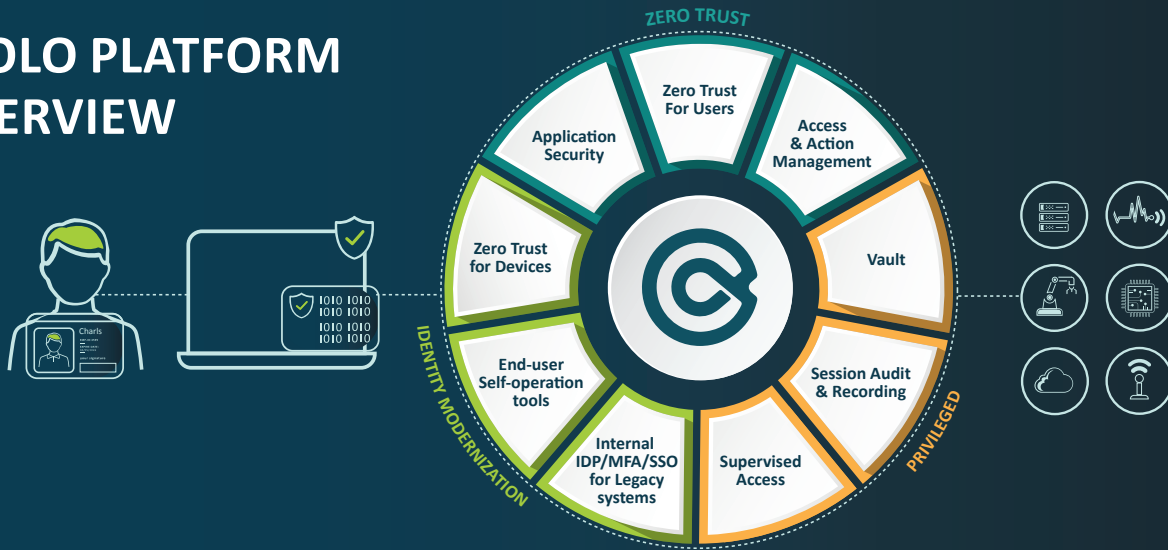 OLO PLATFORM
ERVIEW
ZERO TRUST
Zero Trust
For Users
Access
& Action
Management
Vault
Session Audit
& Recording
PRIVILEGED
Supervised
Access
Internal
IDP/MFA/SSO
for Legacy
systems
End-user
Self-operation
tools
IDENTITY MODERNIZATION
Zero Trust
for Devices
Application
Security
Charls
your signature
1010 1010
1010 1010
1010 1010
1010 1010